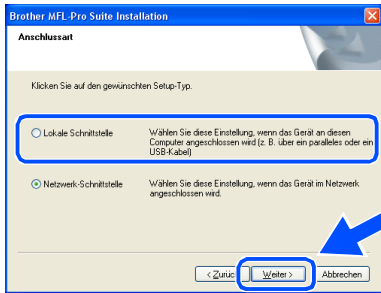 Brother MFL-Pro Suite Installation
Anschlussart
Klicken Sie auf den gewünschten Setup-Typ.
Lokale Schnittstelle
Wählen Sie diese Einstellung, wenn das Gerät an diesen
Computer angeschlossen wird (z. B. über ein paralleles oder ein
USB-Kabel)
Netzwerk-Schnittstelle
Wählen Sie diese Einstellung, wenn das Gerät im Netzwerk
angeschlossen wird.
< Zurüc
Weiter >
Abbrechen